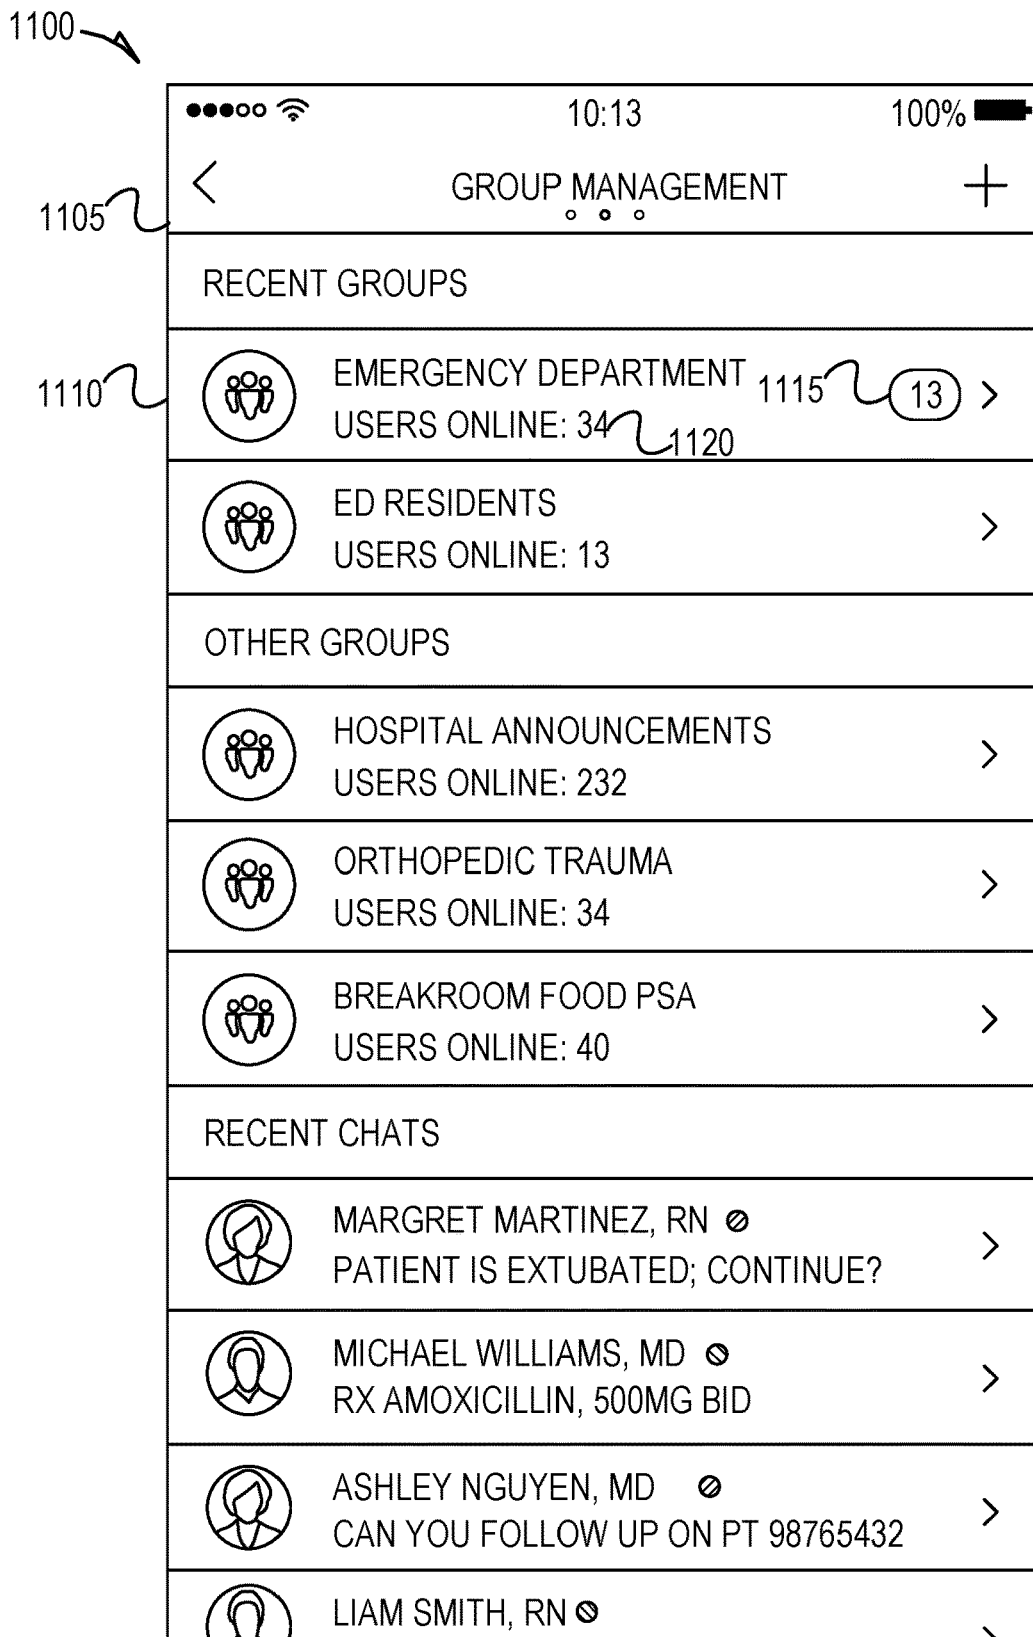 1100
10:13 100%
1105
GROUP MANAGEMENT
RECENT GROUPS
1110
EMERGENCY DEPARTMENT
1115 13
USERS ONLINE: 34 1120
ED RESIDENTS
USERS ONLINE: 13
OTHER GROUPS
HOSPITAL ANNOUNCEMENTS
USERS ONLINE: 232
ORTHOPEDIC TRAUMA
USERS ONLINE: 34
BREAKROOM FOOD PSA
USERS ONLINE: 40
RECENT CHATS
MARGRET MARTINEZ, RN
PATIENT IS EXTUBATED; CONTINUE?
MICHAEL WILLIAMS, MD
RX AMOXICILLIN, 500MG BID
ASHLEY NGUYEN, MD
CAN YOU FOLLOW UP ON PT 98765432
LIAM SMITH, RN